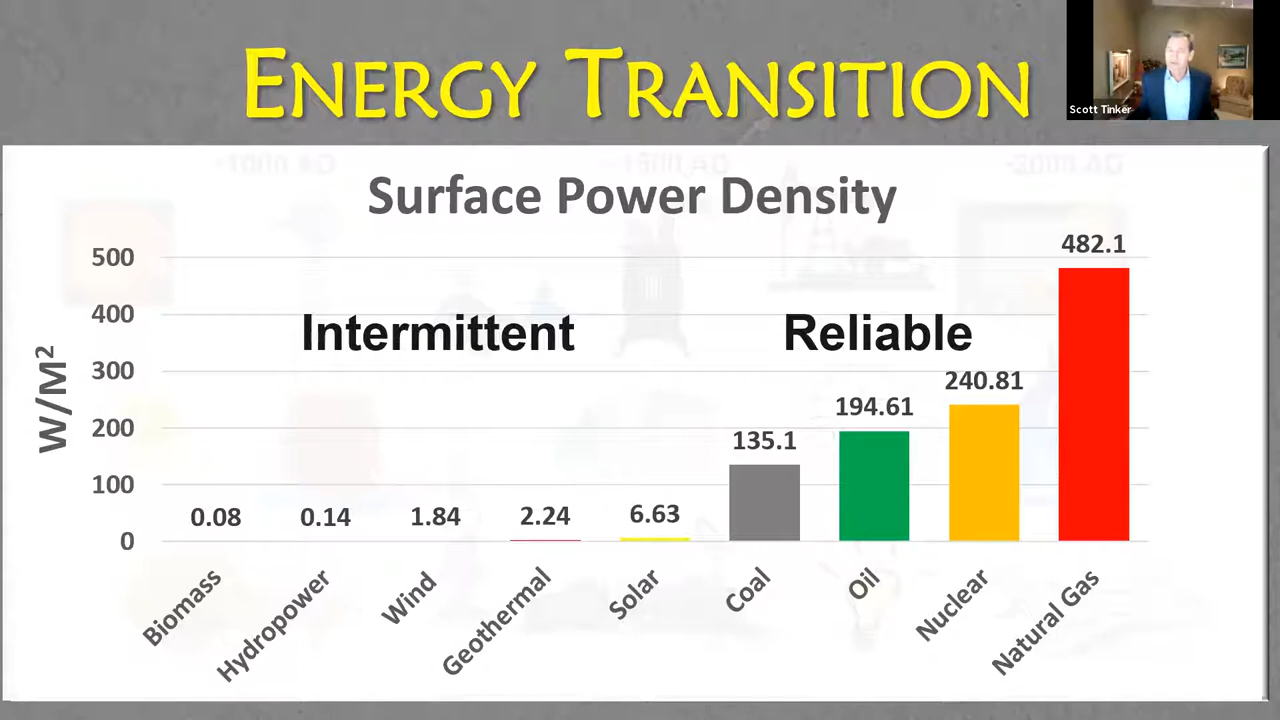 ENERGY TRANSITION
Scott Tinker
Surface Power Density
W/M²
500
400
300
200
100
0
Intermittent
Reliable
0.08
0.14
1.84
2.24
6.63
135.1
194.61
240.81
482.1
Biomass
Hydropower
Wind
Geothermal
Solar
Coal
Oil
Nuclear
Natural Gas